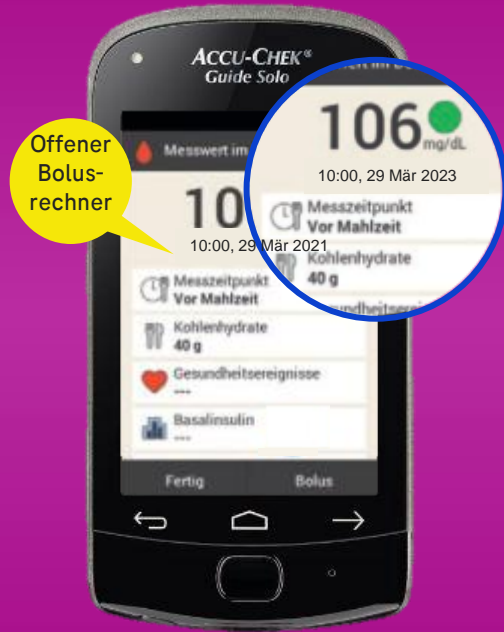 ACCU-CHEK®
Guide Solo
Offener
Bolus-
rechner
Messwert im
10
10:00, 29 Mär 2021
Messzeitpunkt
Vor Mahlzeit
Kohlenhydrate
40 g
Gesundheitsereignisse
---
Basalinsulin
---
Fertig Bolus
106
mg/dL
10:00, 29 Mär 2023
Messzeitpunkt
Vor Mahlzeit
Kohlenhydrate
40 g